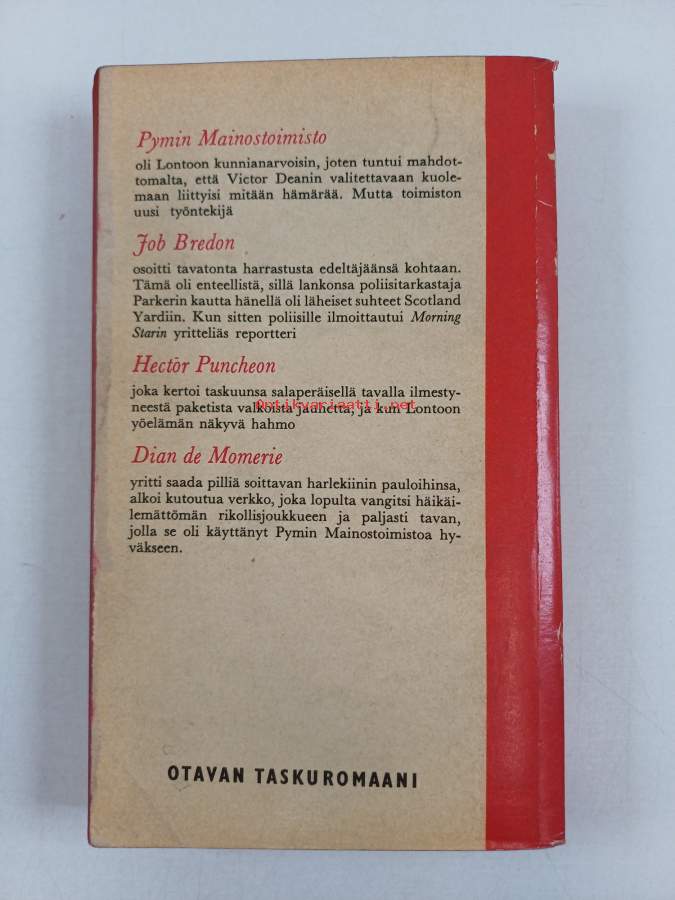 Pymin Mainostoimisto
oli Lontoon kunnianarvoisin, joten tuntui mahdot-
tomalta, että Victor Deanin valitettavaan kuole-
maan liittyisi mitään hämärää. Mutta toimiston
uusi työntekijä
Job Bredon
osoitti tavatonta harrastusta edeltäjäänsä kohtaan.
Tämä oli enteellistä, sillä lankonsa poliisitarkastaja
Parkerin kautta hänellä oli läheiset suhteet Scotland
Yardiin. Kun sitten poliisille ilmoittautui Morning
Starin yritteliäs reportteri
Hector Puncheon
joka kertoi taskuunsa salaperäisellä tavalla ilmesty-
neestä paketista valkoista jauhetta, ja kun Lontoon
Antikvariaatti.net
yöelämän näkyvä hahmo
Dian de Momerie
yritti saada pilliä soittavan harlekiinin pauloihinsa,
alkoi kutoutua verkko, joka lopulta vangitsi häikäi-
lemättömän rikollisjoukkueen ja paljasti tavan,
jolla se oli käyttänyt Pymin Mainostoimistoa hy-
väkseen.
OTAVAN TASKUROMAANI